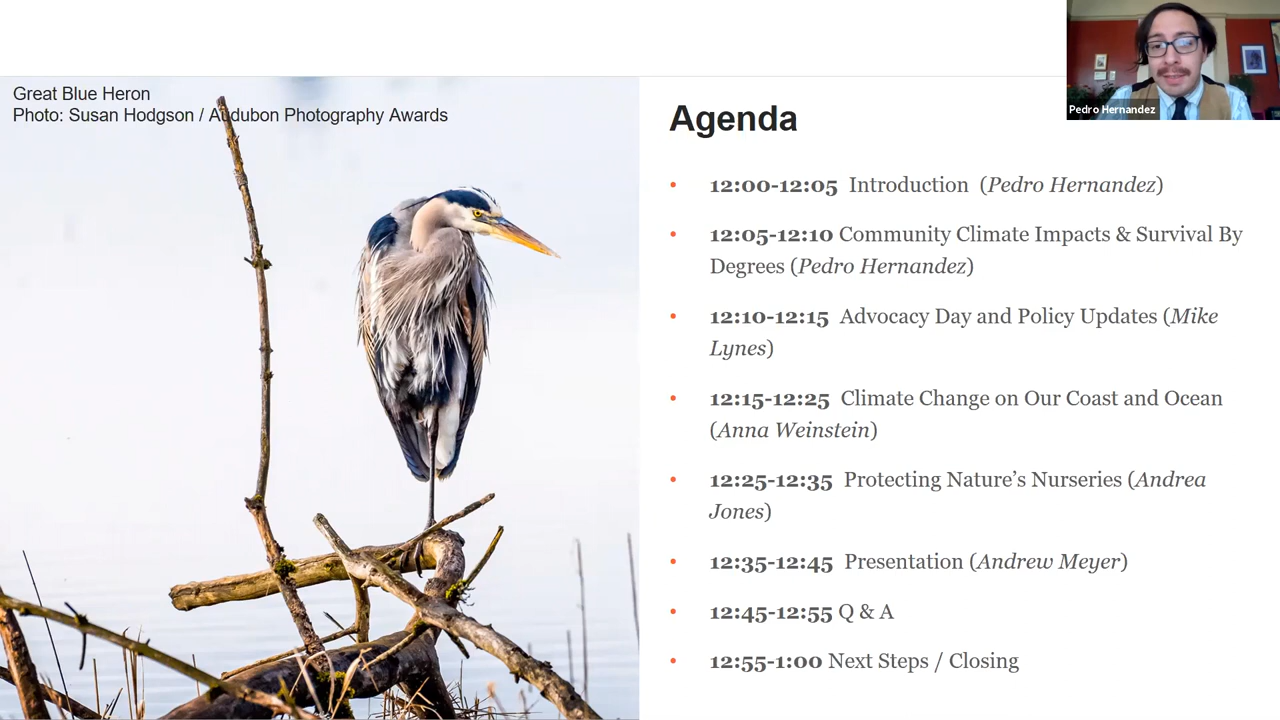 Great Blue Heron
Photo: Susan Hodgson / Audubon Photography Awards
Agenda
Pedro Hernandez
• 12:00-12:05 Introduction (Pedro Hernandez)
• 12:05-12:10 Community Climate Impacts & Survival By
Degrees (Pedro Hernandez)
• 12:10-12:15 Advocacy Day and Policy Updates (Mike
Lynes)
• 12:15-12:25 Climate Change on Our Coast and Ocean
(Anna Weinstein)
• 12:25-12:35 Protecting Nature’s Nurseries (Andrea
Jones)
• 12:35-12:45 Presentation (Andrew Meyer)
• 12:45-12:55 Q & A
• 12:55-1:00 Next Steps / Closing